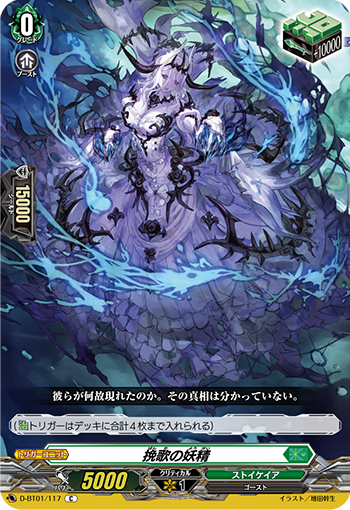 0
グレード
ブースト
治
+10000
15000
シールド
彼らが何故現れたのか。その真相は分かっていない。
(治トリガーはデッキに合計4枚まで入れられる)
トリガーユニット
挽歌の妖精
パワー 5000
クリティカル
1
ストイケイア
ゴースト
D-BT01/117 C
イラスト/増田幹生